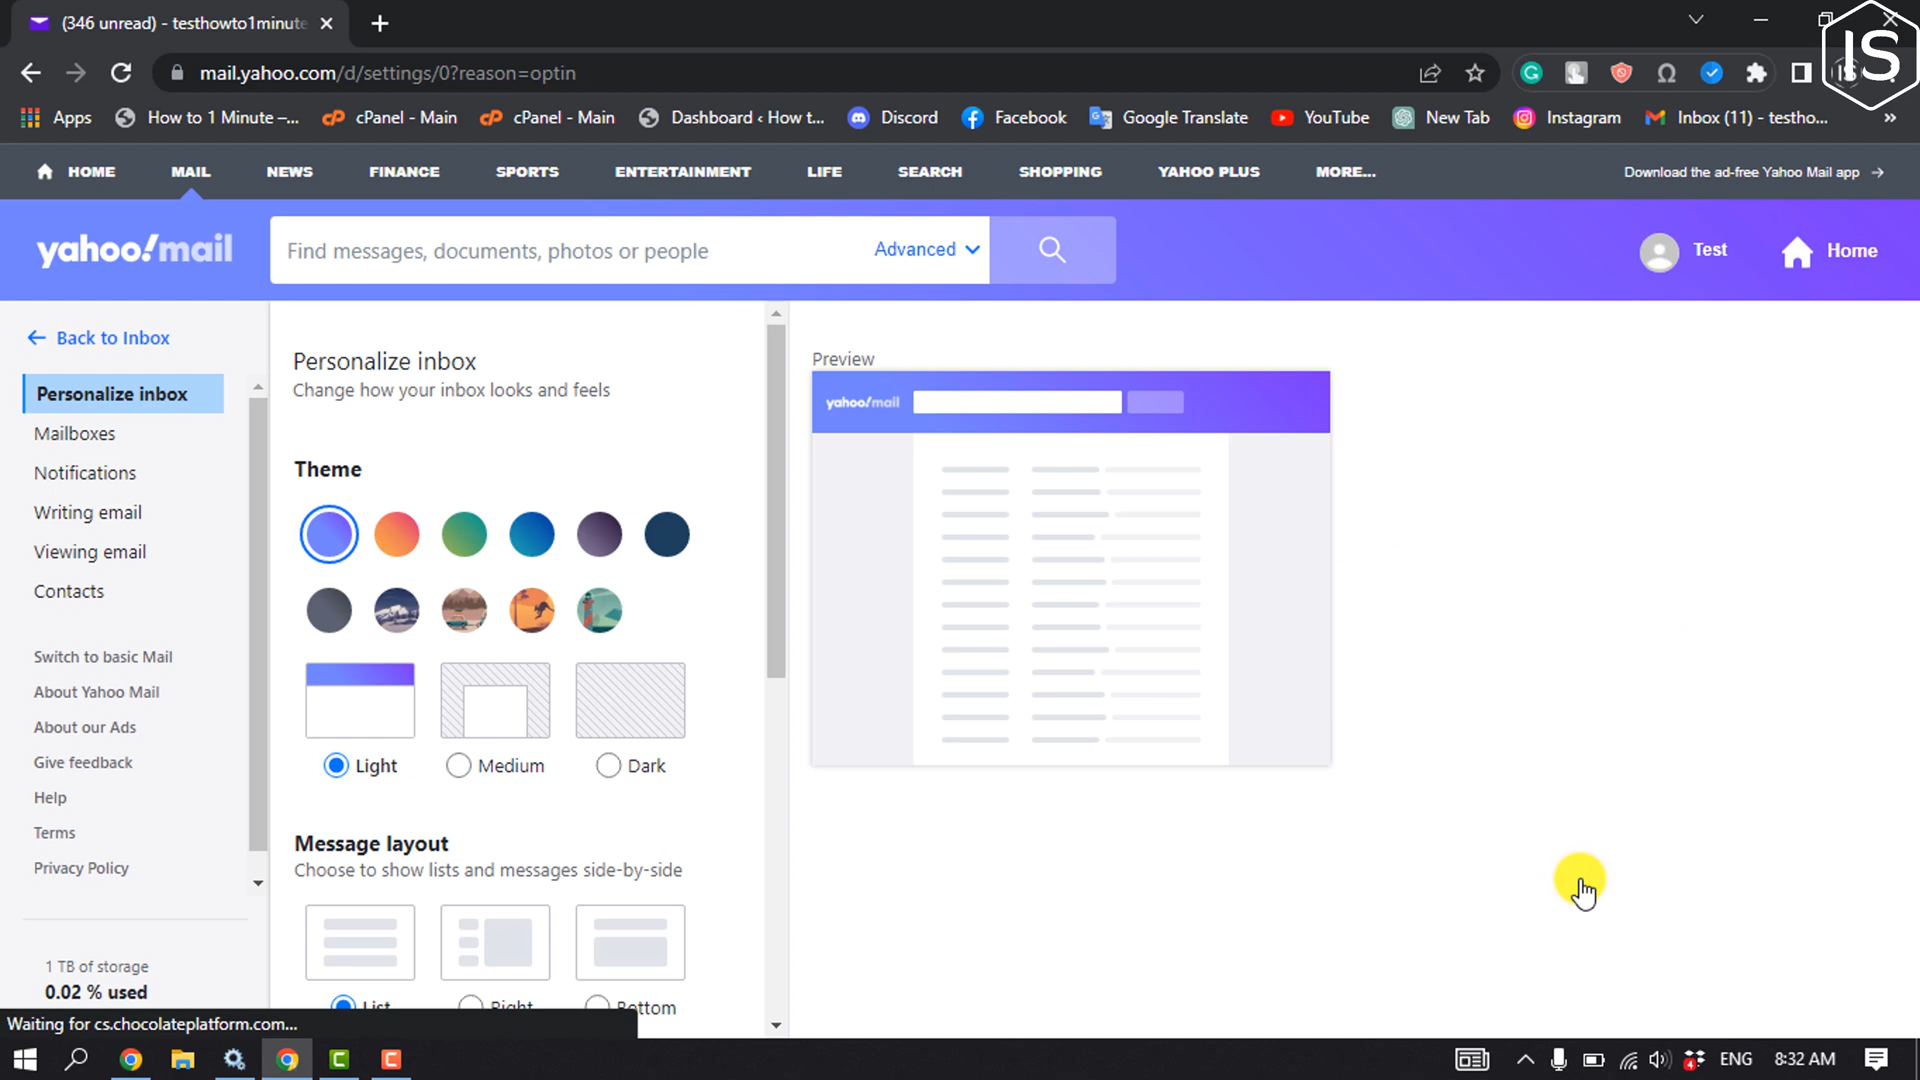 (346 unread) - testhowto1minute
mail.yahoo.com/d/settings/0?reason=optin
IS
Apps
How to 1 Minute –...
cPanel - Main
cPanel - Main
Dashboard ‹ How t...
Discord
Facebook
Google Translate
YouTube
New Tab
Instagram
Inbox (11) - testho...
»
HOME
MAIL
NEWS
FINANCE
SPORTS
ENTERTAINMENT
LIFE
SEARCH
SHOPPING
YAHOO PLUS
MORE...
Download the ad-free Yahoo Mail app →
yahoo!mail
Find messages, documents, photos or people
Advanced
Test
Home
Back to Inbox
Personalize inbox
Mailboxes
Notifications
Writing email
Viewing email
Contacts
Switch to basic Mail
About Yahoo Mail
About our Ads
Give feedback
Help
Terms
Privacy Policy
1 TB of storage
0.02 % used
Personalize inbox
Change how your inbox looks and feels
Theme
Light
Medium
Dark
Message layout
Choose to show lists and messages side-by-side
List
Right
Bottom
Preview
yahoo!mail
Waiting for cs.chocolateplatform.com...
4
ENG
8:32 AM